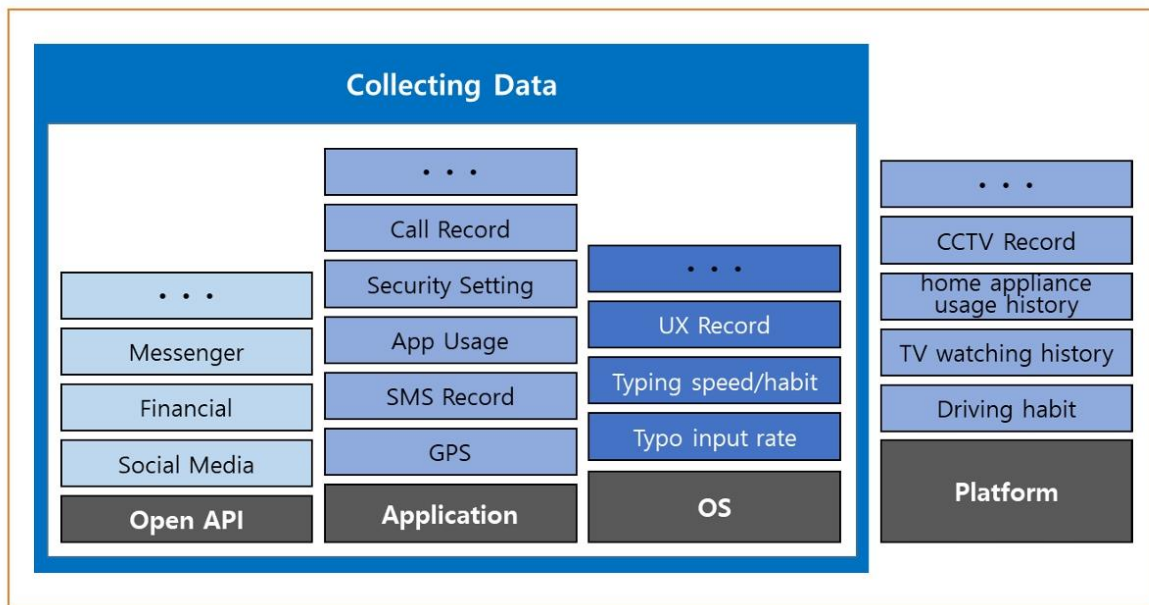 Collecting Data
• • •
Messenger
Financial
Social Media
Open API
• • •
Call Record
Security Setting
App Usage
SMS Record
GPS
Application
• • •
UX Record
Typing speed/habit
Typo input rate
OS
• • •
CCTV Record
home appliance
usage history
TV watching history
Driving habit
Platform